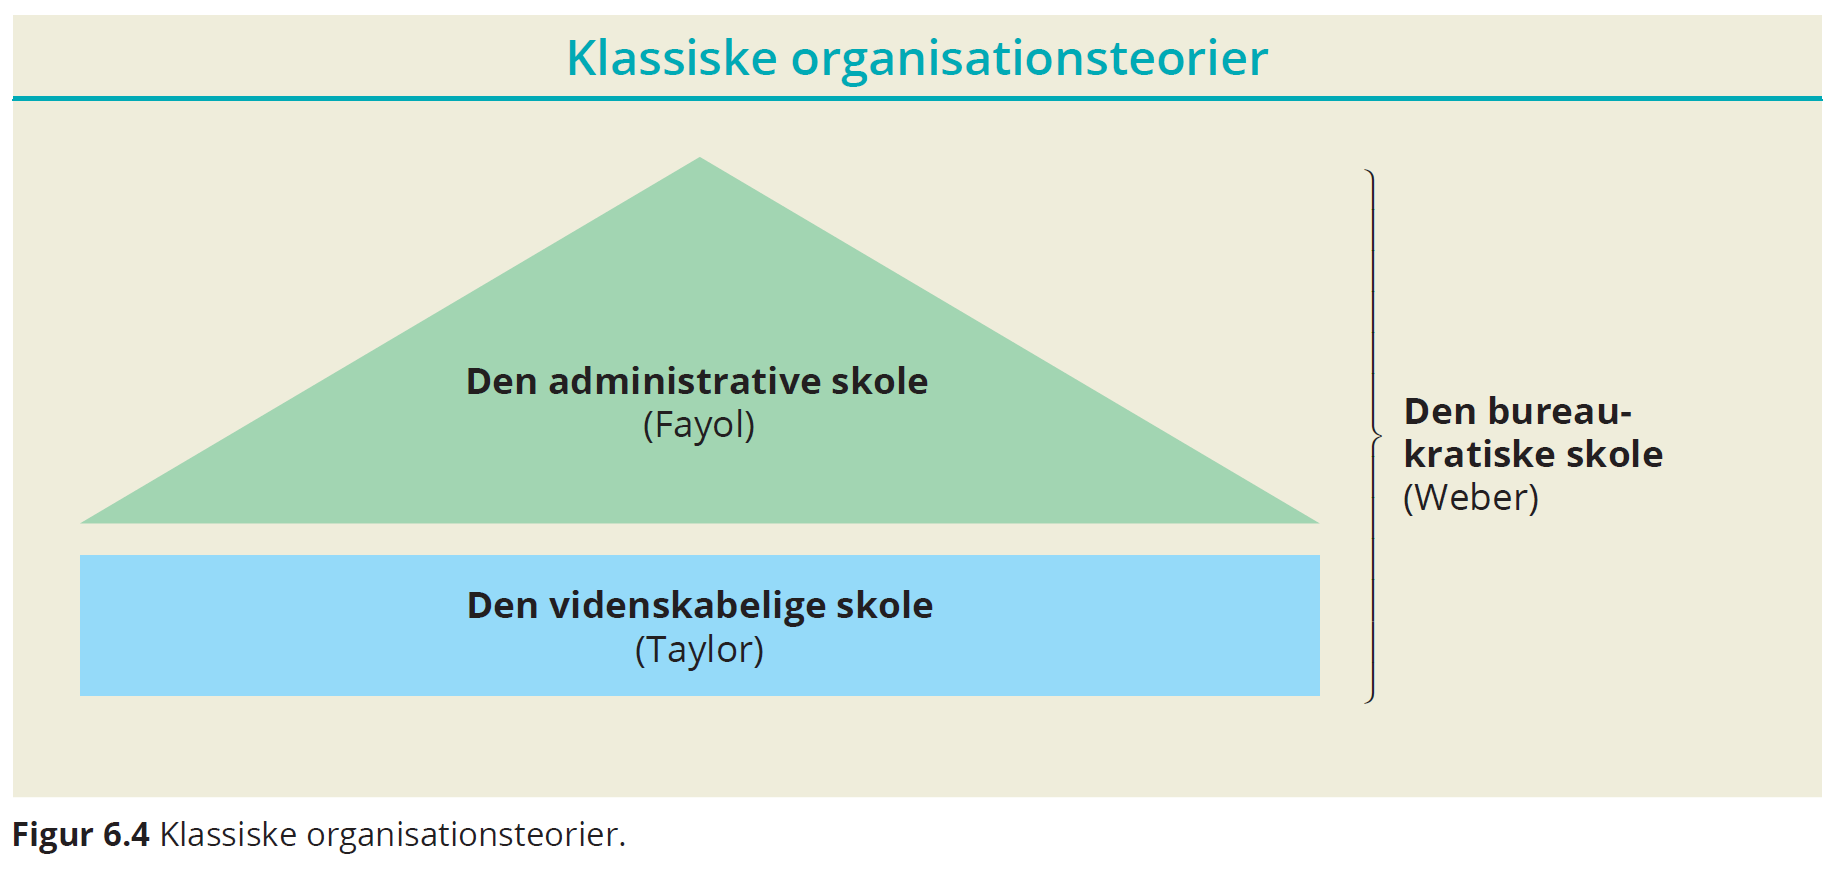 Klassiske organisationsteorier
Den administrative skole
(Fayol)
Den bureau-
kratiske skole
(Weber)
Den videnskabelige skole
(Taylor)
Figur 6.4 Klassiske organisationsteorier.